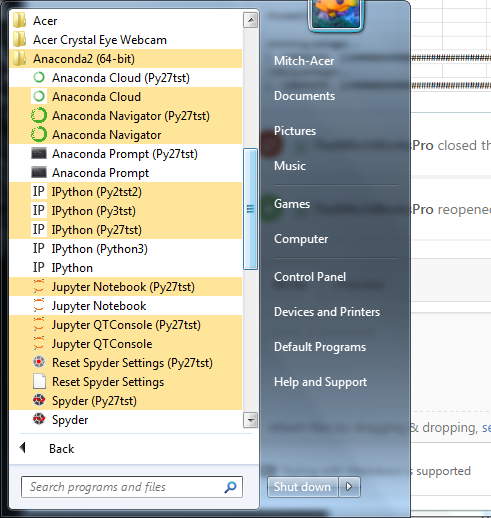 Acer
Acer Crystal Eye Webcam
Anaconda2 (64-bit)
Anaconda Cloud (Py27tst)
Anaconda Cloud
Anaconda Navigator (Py27tst)
Anaconda Navigator
Anaconda Prompt (Py27tst)
Anaconda Prompt
IPython (Py2tst2)
IPython (Py3tst)
IPython (Py27tst)
IPython (Python3)
IPython
Jupyter Notebook (Py27tst)
Jupyter Notebook
Jupyter QTConsole (Py27tst)
Jupyter QTConsole
Reset Spyder Settings (Py27tst)
Reset Spyder Settings
Spyder (Py27tst)
Spyder
Back
Search programs and files
Mitch-Acer
Documents
Pictures
Music
Games
Computer
Control Panel
Devices and Printers
Default Programs
Help and Support
Shut down
Pro closed th
Pro reopened
& dropping, se
supported